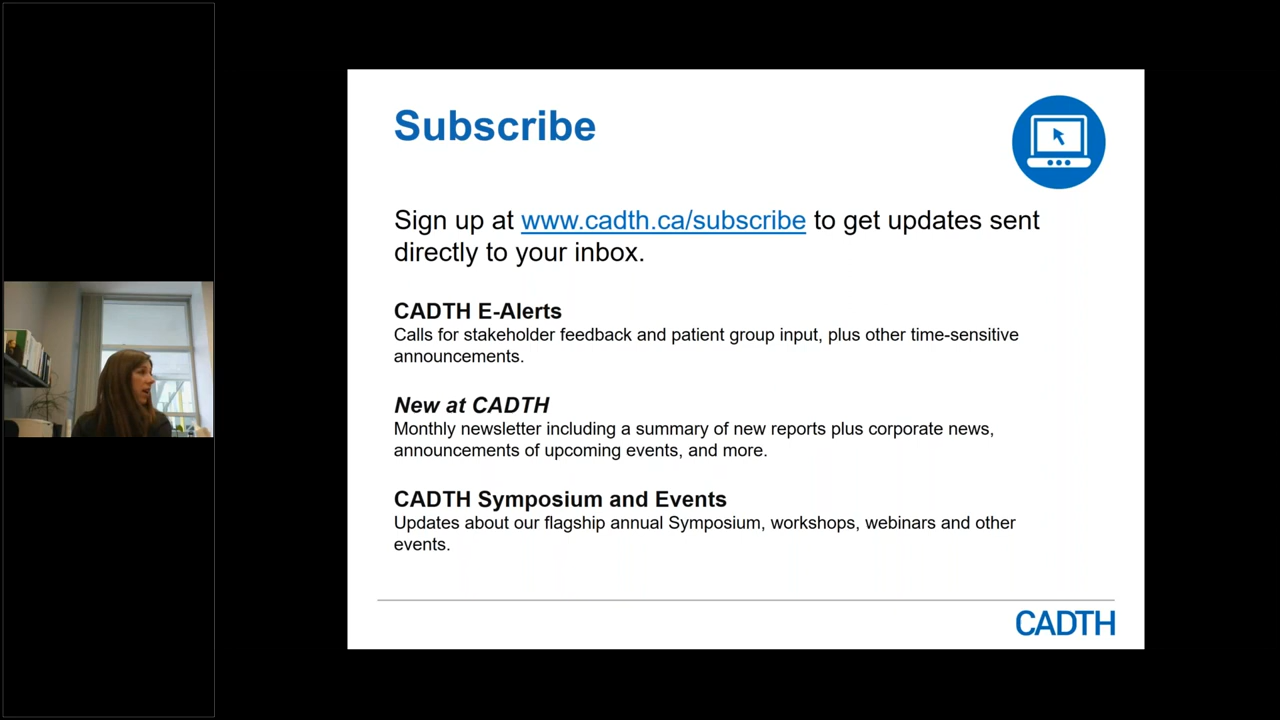 Subscribe
Sign up at www.cadth.ca/subscribe to get updates sent
directly to your inbox.
CADTH E-Alerts
Calls for stakeholder feedback and patient group input, plus other time-sensitive
announcements.
New at CADTH
Monthly newsletter including a summary of new reports plus corporate news,
announcements of upcoming events, and more.
CADTH Symposium and Events
Updates about our flagship annual Symposium, workshops, webinars and other
events.
CADTH